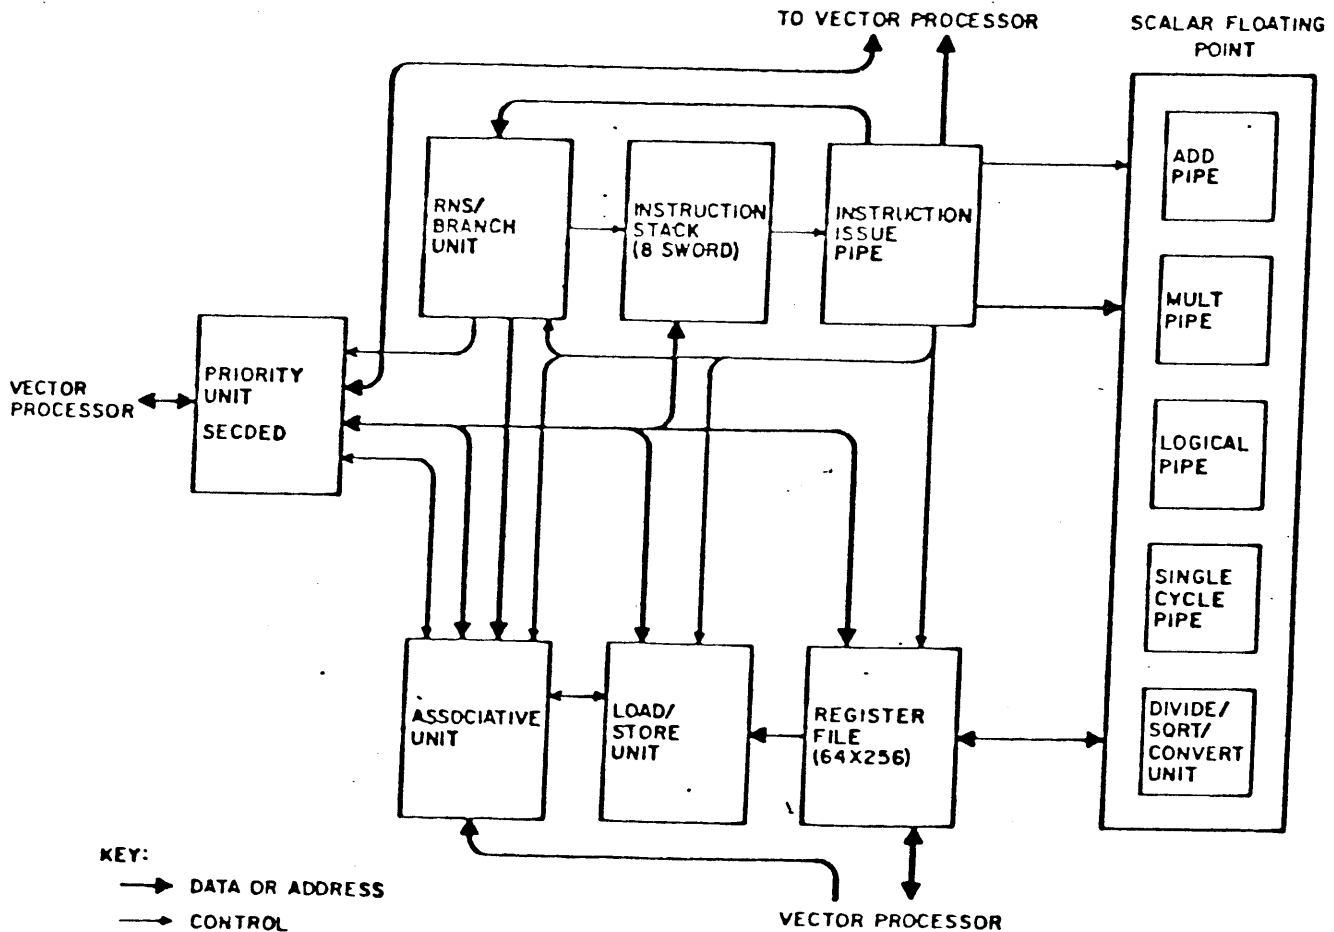 TO VECTOR PROCESSOR
SCALAR FLOATING
POINT
ADD
PIPE
RNS/
BRANCH
UNIT
INSTRUCTION
STACK
(8 SWORD)
INSTRUCTION
ISSUE
PIPE
MULT
PIPE
PRIORITY
UNIT
SECDED
VECTOR
PROCESSOR
LOGICAL
PIPE
SINGLE
CYCLE
PIPE
ASSOCIATIVE
UNIT
LOAD/
STORE
UNIT
REGISTER
FILE
(64X256)
DIVIDE/
SORT/
CONVERT
UNIT
KEY:
DATA OR ADDRESS
CONTROL
VECTOR PROCESSOR